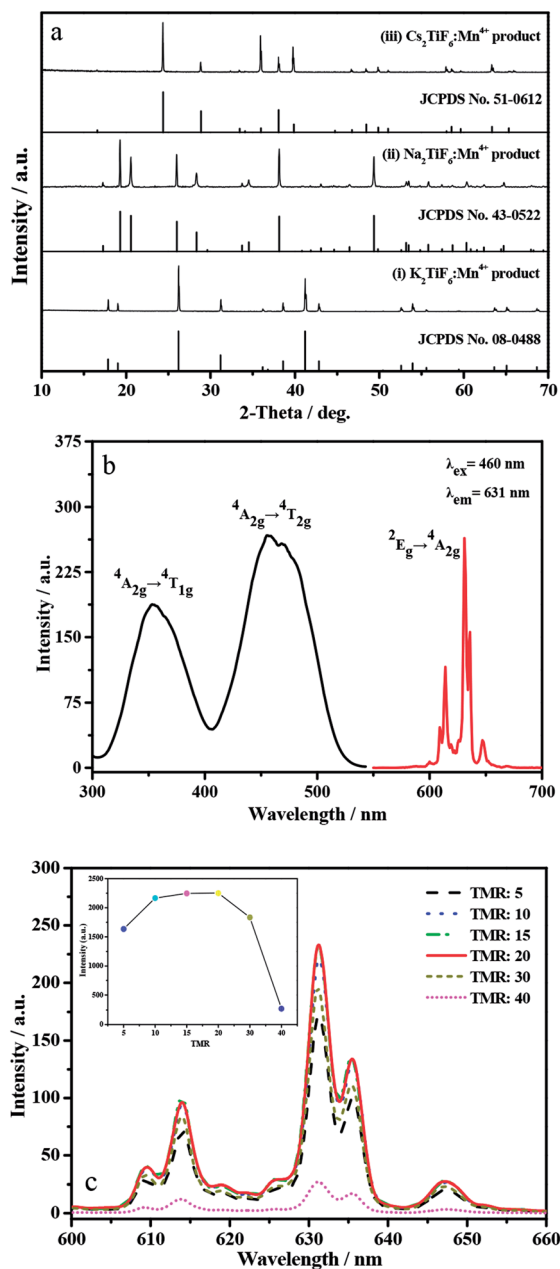 a
(iii) Cs₂TiF₆:Mn⁴⁺ product
JCPDS No. 51-0612
(ii) Na₂TiF₆:Mn⁴⁺ product
JCPDS No. 43-0522
(i) K₂TiF₆:Mn⁴⁺ product
JCPDS No. 08-0488
Intensity / a.u.
10 20 30 40 50 60 70
2-Theta / deg.
b
375
300
225
150
75
0
λex= 460 nm
λem= 631 nm
⁴A2g→⁴T2g
²Eg→⁴A2g
⁴A2g→⁴T1g
Intensity / a.u.
300 400 500 600 700
Wavelength / nm
300
250
200
150
100
50
0
Intensity / a.u.
2500
2250
2000
1750
1500
1250
1000
750
500
250
0
Intensity (a.u.)
5 10 15 20 30 40
TMR
TMR: 5
TMR: 10
TMR: 15
TMR: 20
TMR: 30
TMR: 40
c
600 610 620 630 640 650 660
Wavelength / nm